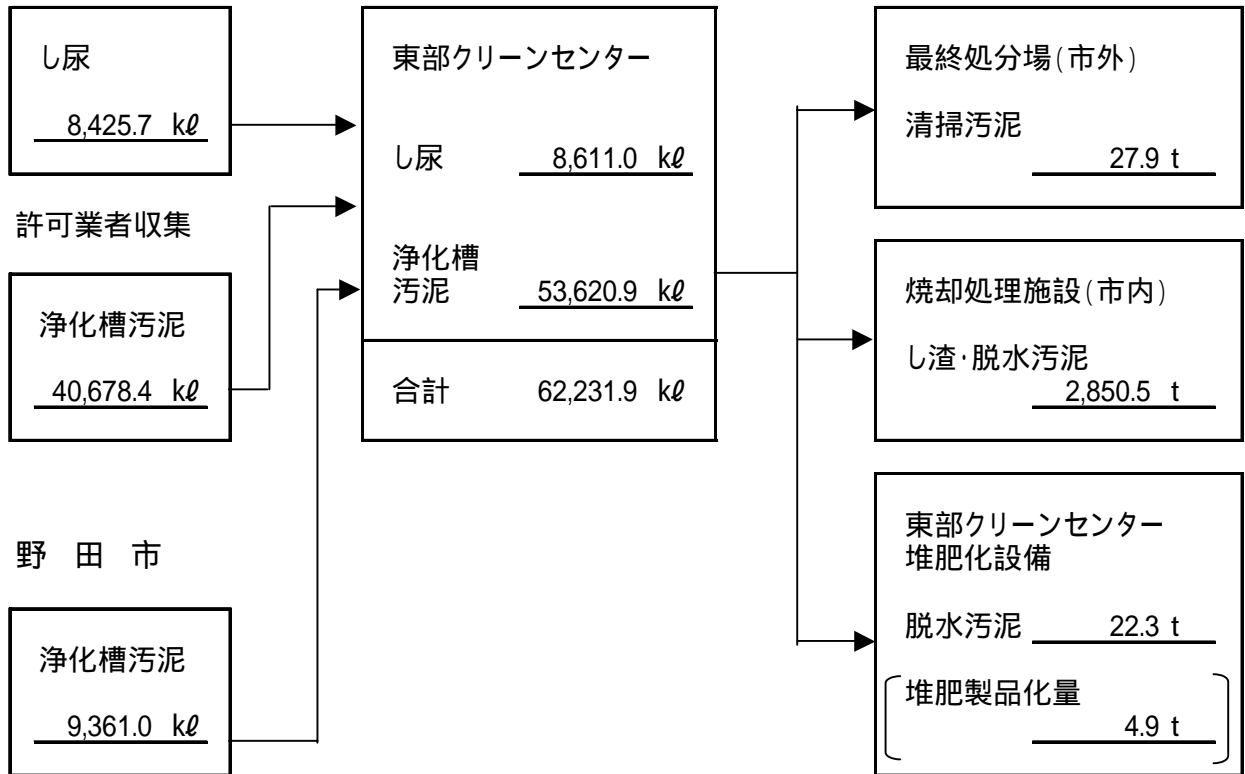 し尿
8,425.7 kℓ
許可業者収集
浄化槽汚泥
40,678.4 kℓ
野 田 市
浄化槽汚泥
9,361.0 kℓ
東部クリーンセンター
し尿 8,611.0 kℓ
浄化槽
汚泥 53,620.9 kℓ
合計 62,231.9 kℓ
最終処分場(市外)
清掃汚泥
27.9 t
焼却処理施設(市内)
し渣・脱水汚泥
2,850.5 t
東部クリーンセンター
堆肥化設備
脱水汚泥 22.3 t
堆肥製品化量
4.9 t